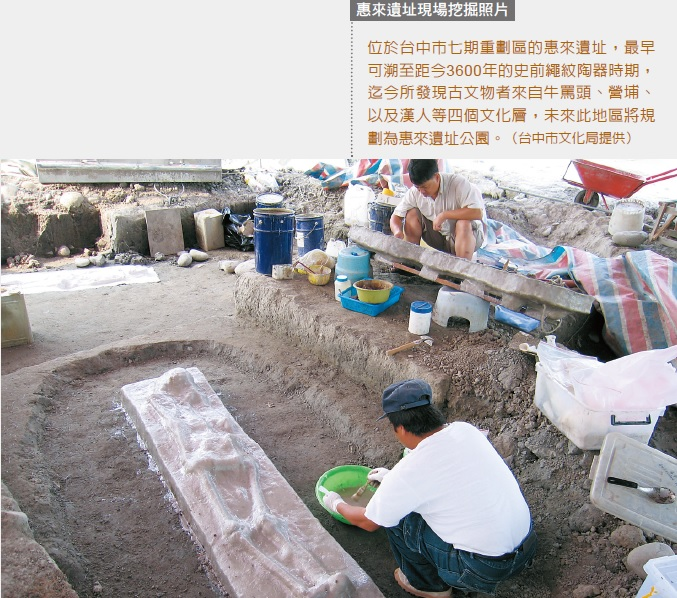 惠來遺址現場挖掘照片
位於台中市七期重劃區的惠來遺址，最早
可溯至距今3600年的史前繩紋陶器時期，
迄今所發現古文物者來自牛罵頭、營埔、
以及漢人等四個文化層，未來此地區將規
劃為惠來遺址公園。（台中市文化局提供）